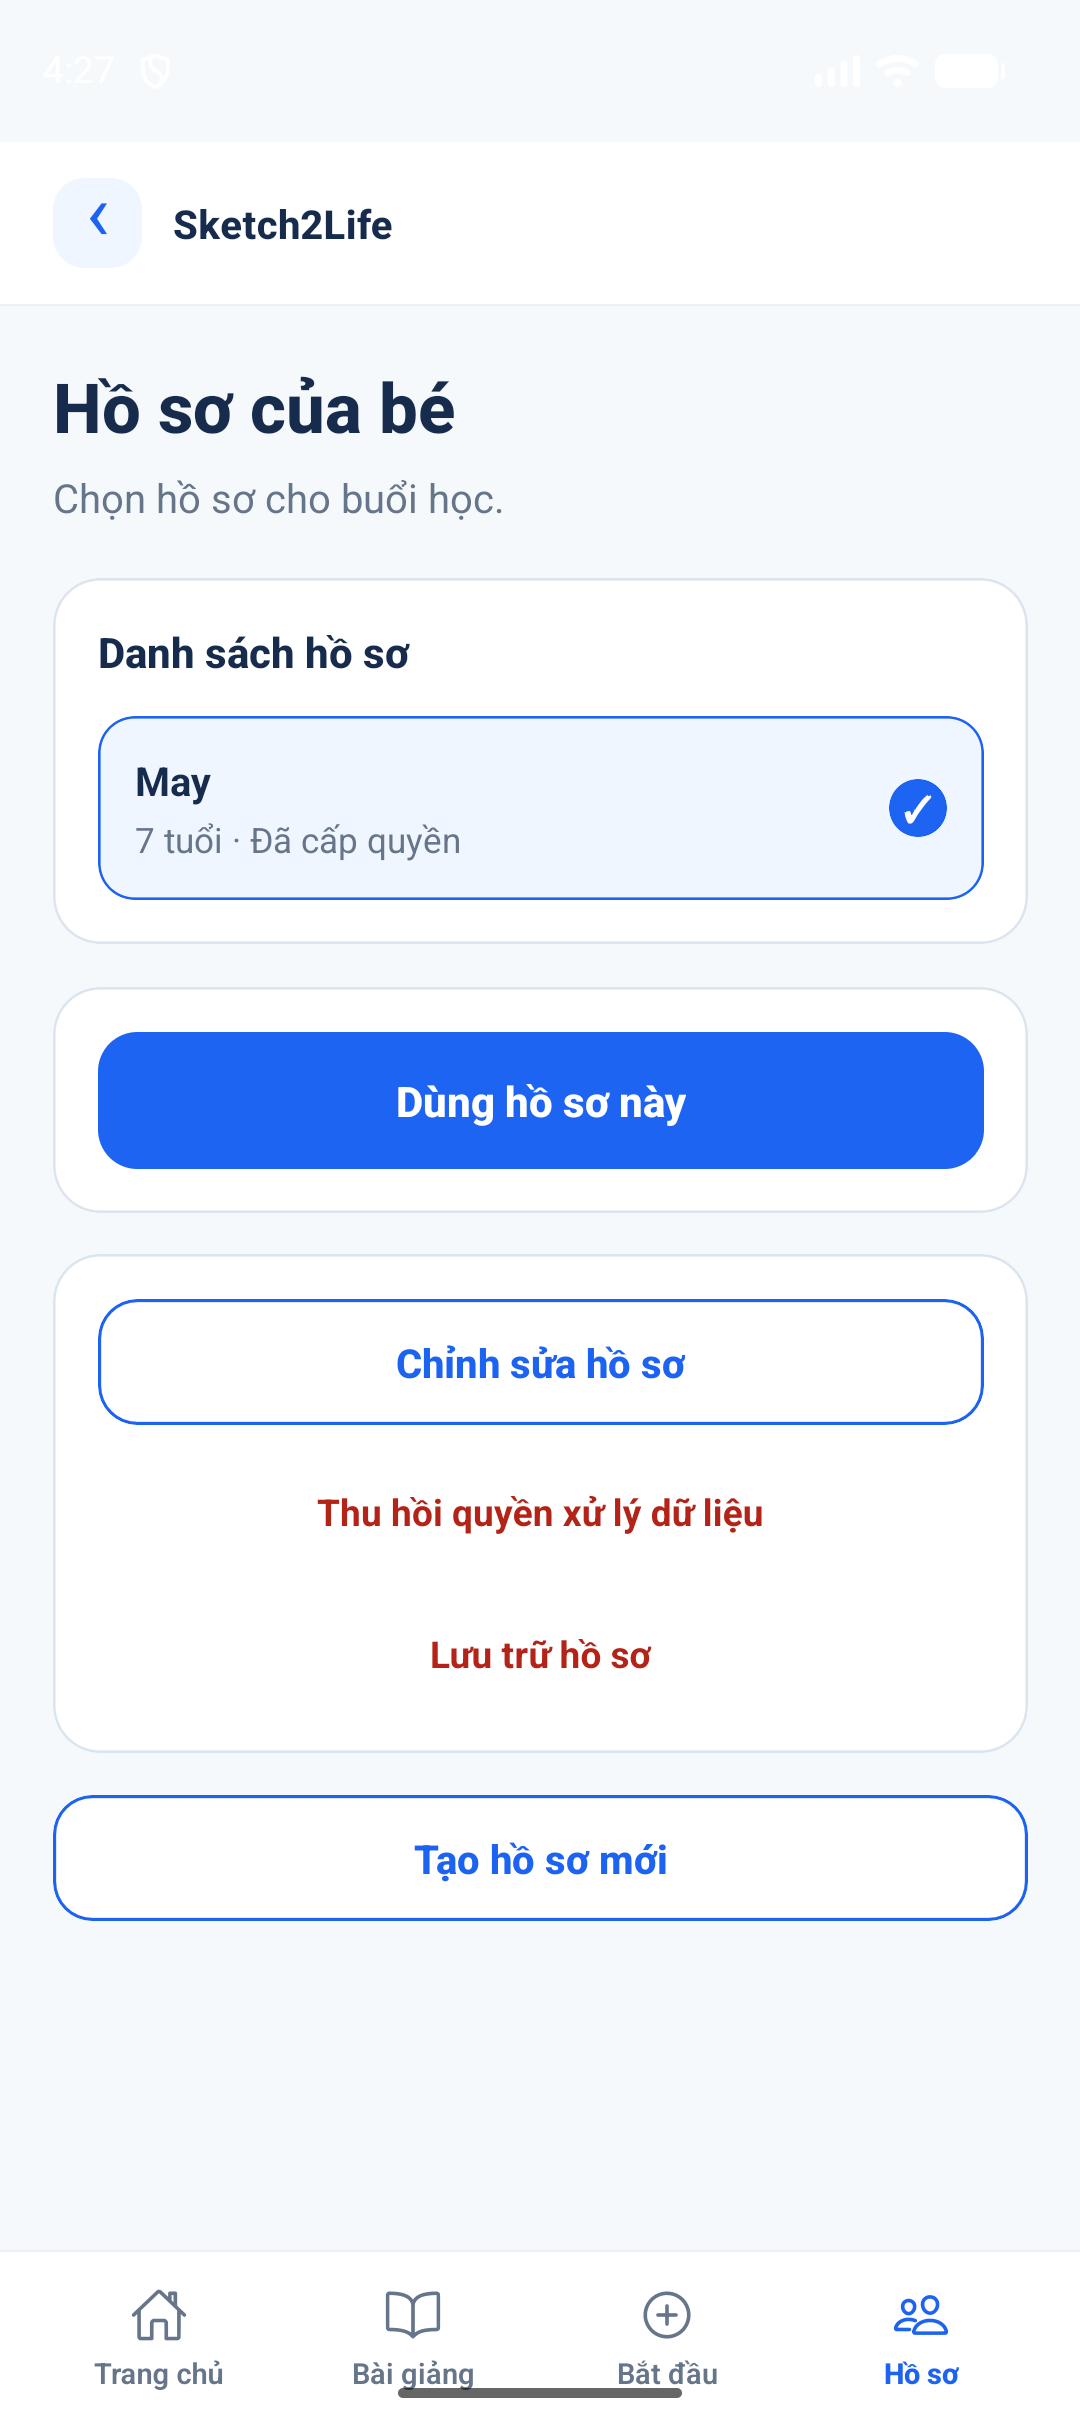 4:27
Sketch2Life
Hồ sơ của bé
Chọn hồ sơ cho buổi học.
Danh sách hồ sơ
May
7 tuổi · Đã cấp quyền
Dùng hồ sơ này
Chỉnh sửa hồ sơ
Thu hồi quyền xử lý dữ liệu
Lưu trữ hồ sơ
Tạo hồ sơ mới
Trang chủ
Bài giảng
Bắt đầu
Hồ sơ